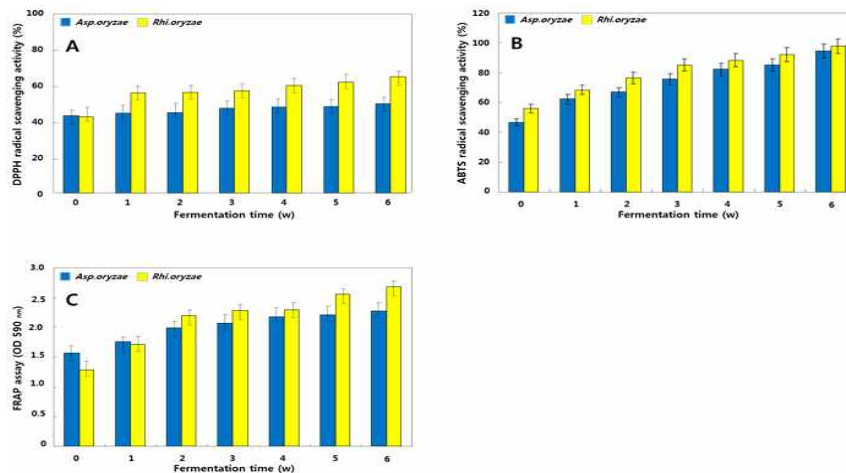 Asp.oryzae Rhi.oryzae
A
DPPH radical scavenging activity (%)
100
80
60
40
20
0
0 1 2 3 4 5 6
Fermentation time (w)
Asp.oryzae Rhi.oryzae
B
ABTS radical scavenging activity (%)
120
100
80
60
40
20
0
0 1 2 3 4 5 6
Fermentation time (w)
Asp.oryzae Rhi.oryzae
C
FRAP assay (OD 590 nm)
3.0
2.5
2.0
1.5
1.0
0.5
0
0 1 2 3 4 5 6
Fermentation time (w)